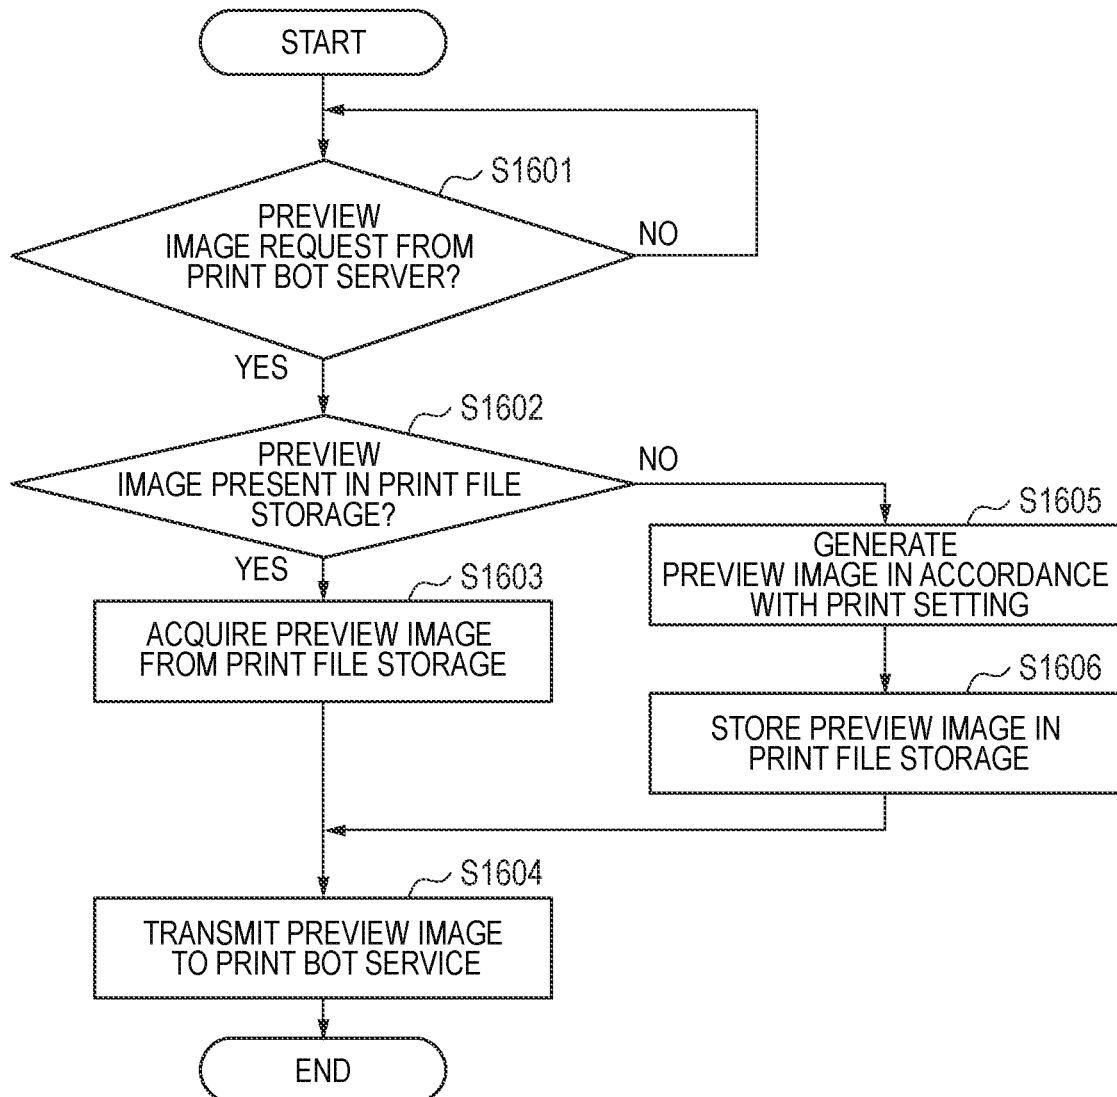 START
S1601
PREVIEW
IMAGE REQUEST FROM
PRINT BOT SERVER?
NO
YES
S1602
PREVIEW
IMAGE PRESENT IN PRINT FILE
STORAGE?
NO
YES
S1605
GENERATE
PREVIEW IMAGE IN ACCORDANCE
WITH PRINT SETTING
S1603
ACQUIRE PREVIEW IMAGE
FROM PRINT FILE STORAGE
S1606
STORE PREVIEW IMAGE IN
PRINT FILE STORAGE
S1604
TRANSMIT PREVIEW IMAGE
TO PRINT BOT SERVICE
END